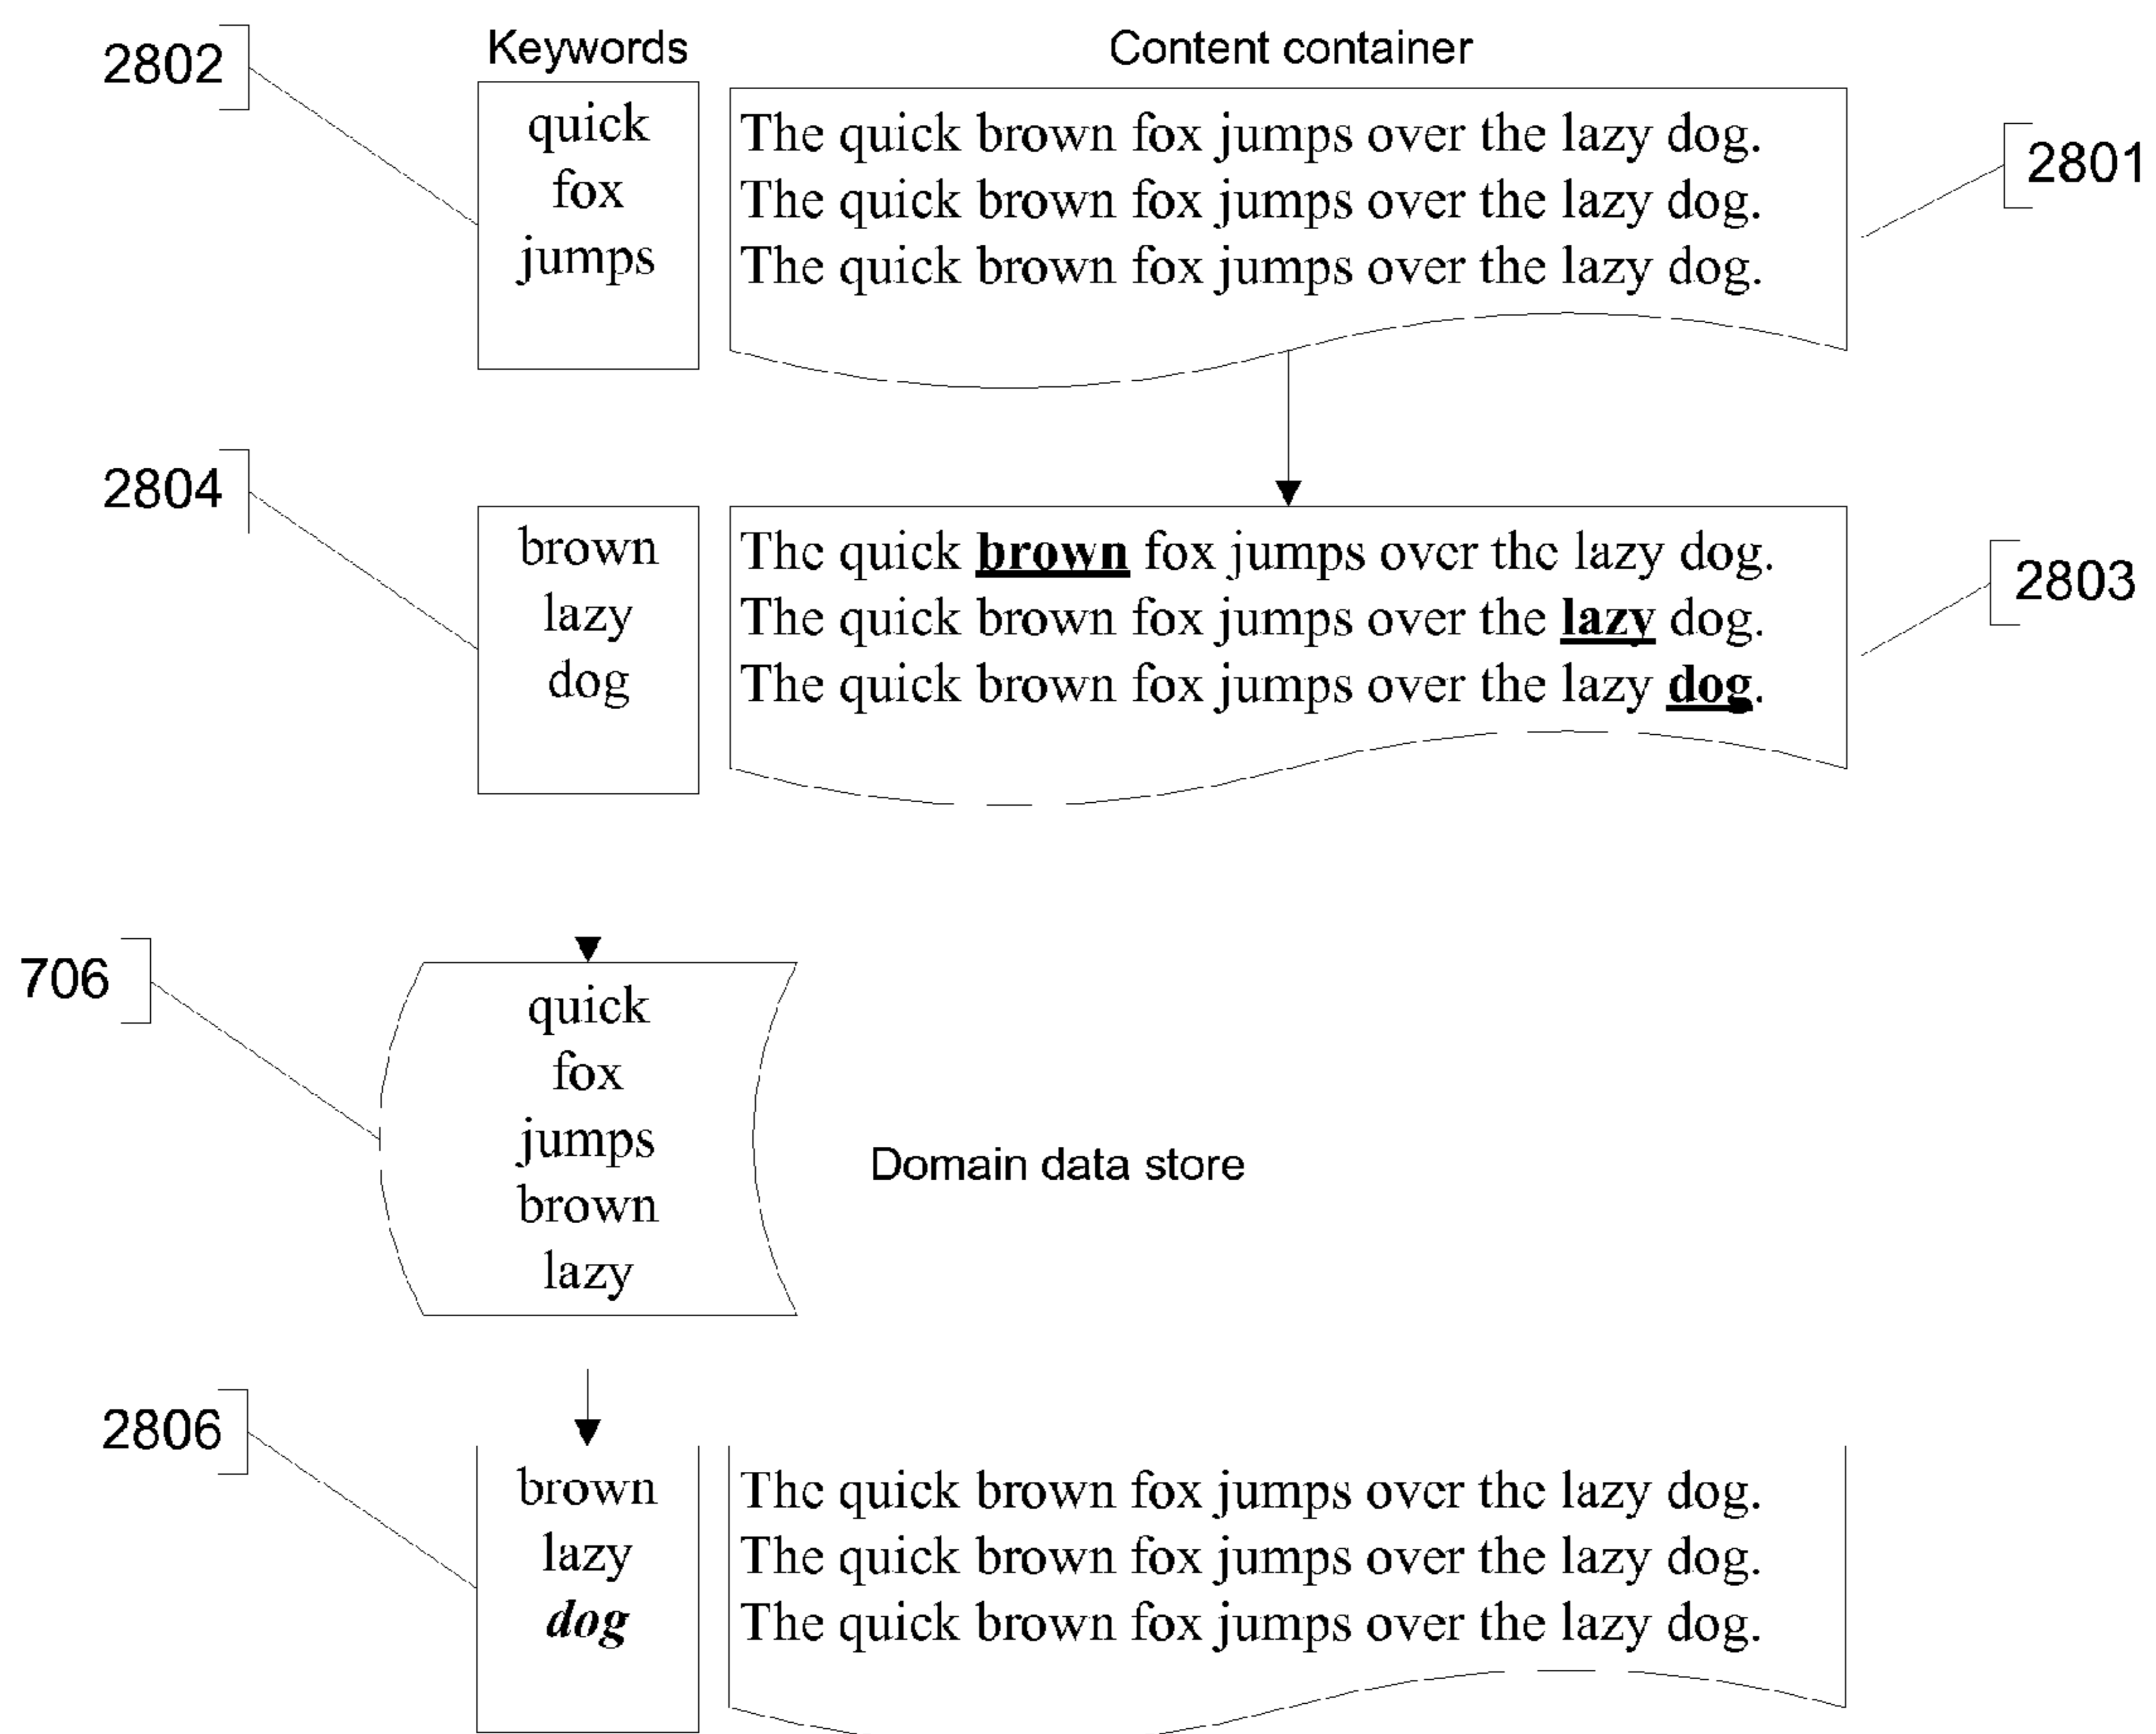 2802
Keywords
Content container
quick
fox
jumps
The quick brown fox jumps over the lazy dog.
The quick brown fox jumps over the lazy dog.
The quick brown fox jumps over the lazy dog.
2801
2804
brown
lazy
dog
The quick brown fox jumps over the lazy dog.
The quick brown fox jumps over the lazy dog.
The quick brown fox jumps over the lazy dog.
2803
706
quick
fox
jumps
brown
lazy
Domain data store
2806
brown
lazy
dog
The quick brown fox jumps over the lazy dog.
The quick brown fox jumps over the lazy dog.
The quick brown fox jumps over the lazy dog.